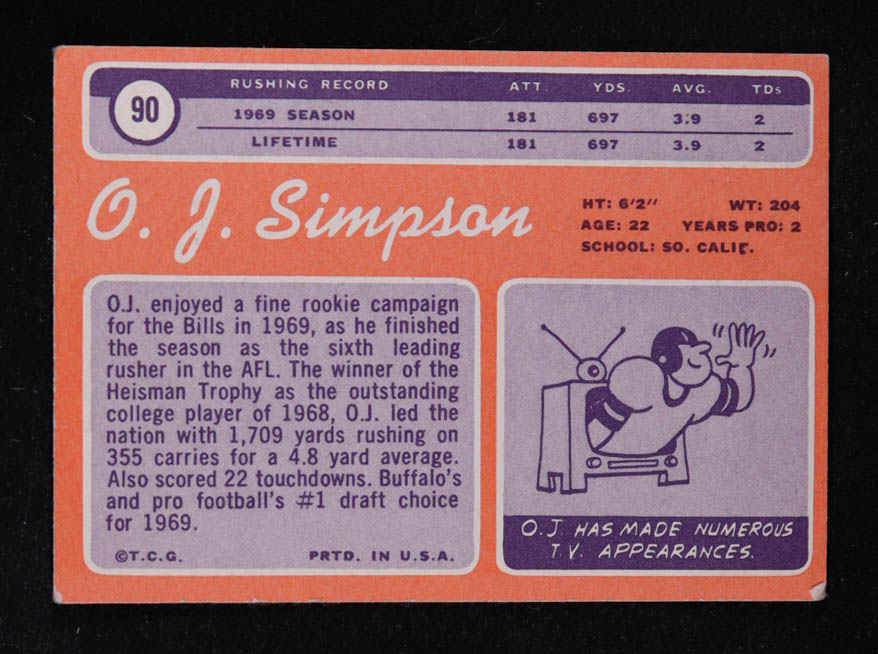 90
RUSHING RECORD ATT. YDS. AVG. TDs
1969 SEASON 181 697 3.9 2
LIFETIME 181 697 3.9 2
O. J. Simpson
HT: 6'2" WT: 204
AGE: 22 YEARS PRO: 2
SCHOOL: SO. CALIF.
O.J. enjoyed a fine rookie campaign
for the Bills in 1969, as he finished
the season as the sixth leading
rusher in the AFL. The winner of the
Heisman Trophy as the outstanding
college player of 1968, O.J. led the
nation with 1,709 yards rushing on
355 carries for a 4.8 yard average.
Also scored 22 touchdowns. Buffalo's
and pro football's #1 draft choice
for 1969.
©T.C.G. PRTD. IN U.S.A.
O.J HAS MADE NUMEROUS
T.V. APPEARANCES.